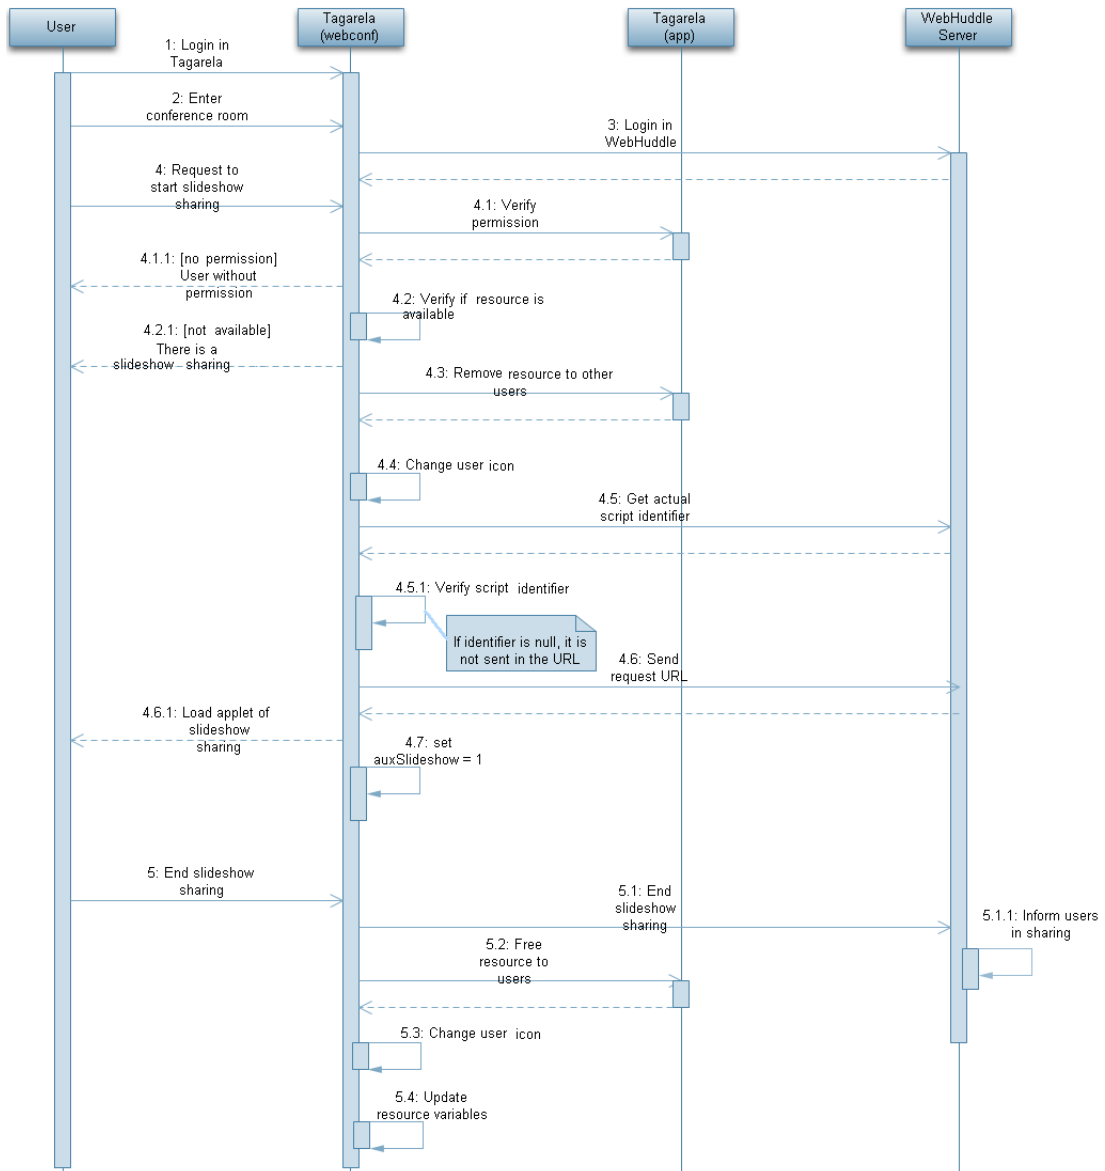 User
Tagarela
(webconf)
Tagarela
(app)
WebHuddle
Server
1: Login in
Tagarela
2: Enter
conference room
3: Login in
WebHuddle
4: Request to
start slideshow
sharing
4.1: Verify
permission
4.1.1: [no permission]
User without
permission
4.2: Verify if resource is
available
4.2.1: [not available]
There is a
slideshow sharing
4.3: Remove resource to other
users
4.4: Change user icon
4.5: Get actual
script identifier
4.5.1: Verify script identifier
If identifier is null, it is
not sent in the URL
4.6: Send
request URL
4.6.1: Load applet of
slideshow
sharing
4.7: set
auxSlideshow = 1
5: End slideshow
sharing
5.1: End
slideshow
sharing
5.1.1: Inform users
in sharing
5.2: Free
resource to
users
5.3: Change user icon
5.4: Update
resource variables